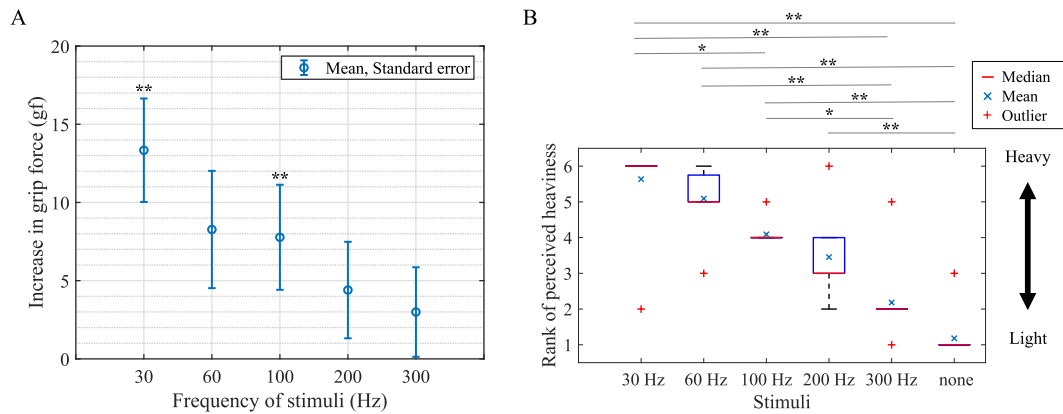 A
Increase in grip force (gf)
20
15
10
5
0
Mean, Standard error
**
**
30 60 100 200 300
Frequency of stimuli (Hz)
B
**
**
*
**
**
**
*
**
Median
Mean
Outlier
Rank of perceived heaviness
6
5
4
3
2
1
30 Hz 60 Hz 100 Hz 200 Hz 300 Hz none
Stimuli
Heavy
Light